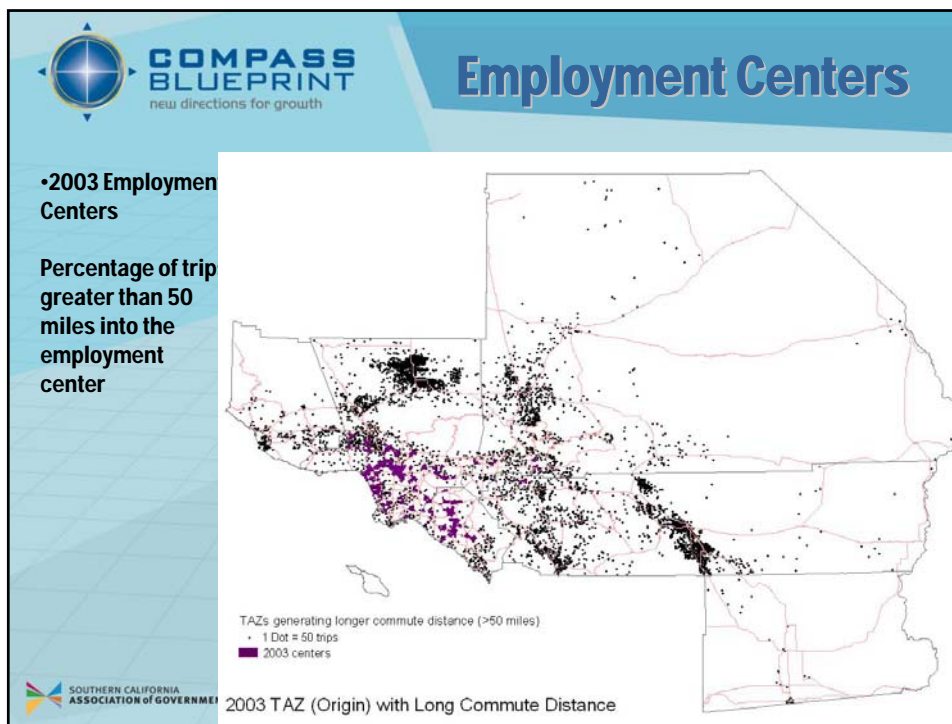 COMPASS
BLUEPRINT
new directions for growth
Employment Centers
•2003 Employment
Centers
Percentage of trip
greater than 50
miles into the
employment
center
TAZs generating longer commute distance (>50 miles)
1 Dot = 50 trips
2003 centers
SOUTHERN CALIFORNIA
ASSOCIATION of GOVERNMEN
2003 TAZ (Origin) with Long Commute Distance